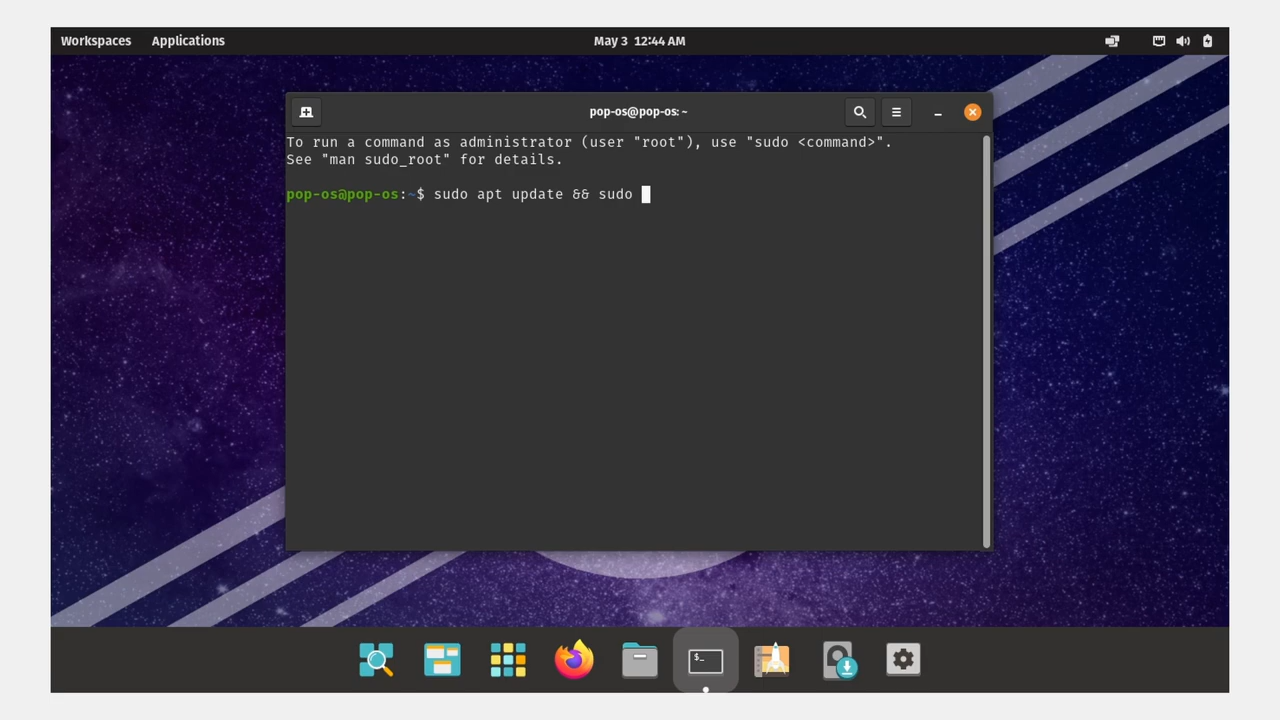 Workspaces Applications May 3 12:44 AM
pop-os@pop-os: ~
To run a command as administrator (user "root"), use "sudo <command>".
See "man sudo_root" for details.
pop-os@pop-os:~$ sudo apt update && sudo
$_